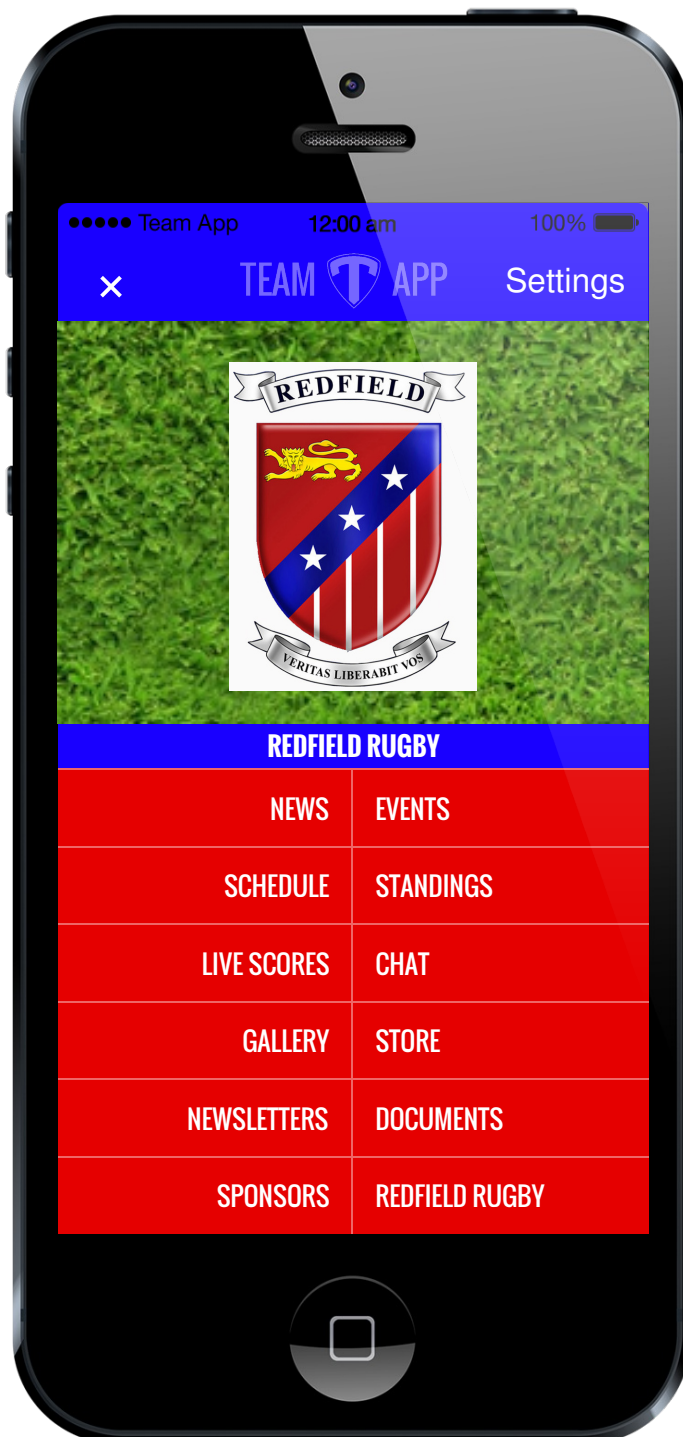 Team App 12:00 am 100%
× TEAM T APP Settings
REDFIELD
VERITAS LIBERABIT VOS
REDFIELD RUGBY
NEWS EVENTS
SCHEDULE STANDINGS
LIVE SCORES CHAT
GALLERY STORE
NEWSLETTERS DOCUMENTS
SPONSORS REDFIELD RUGBY